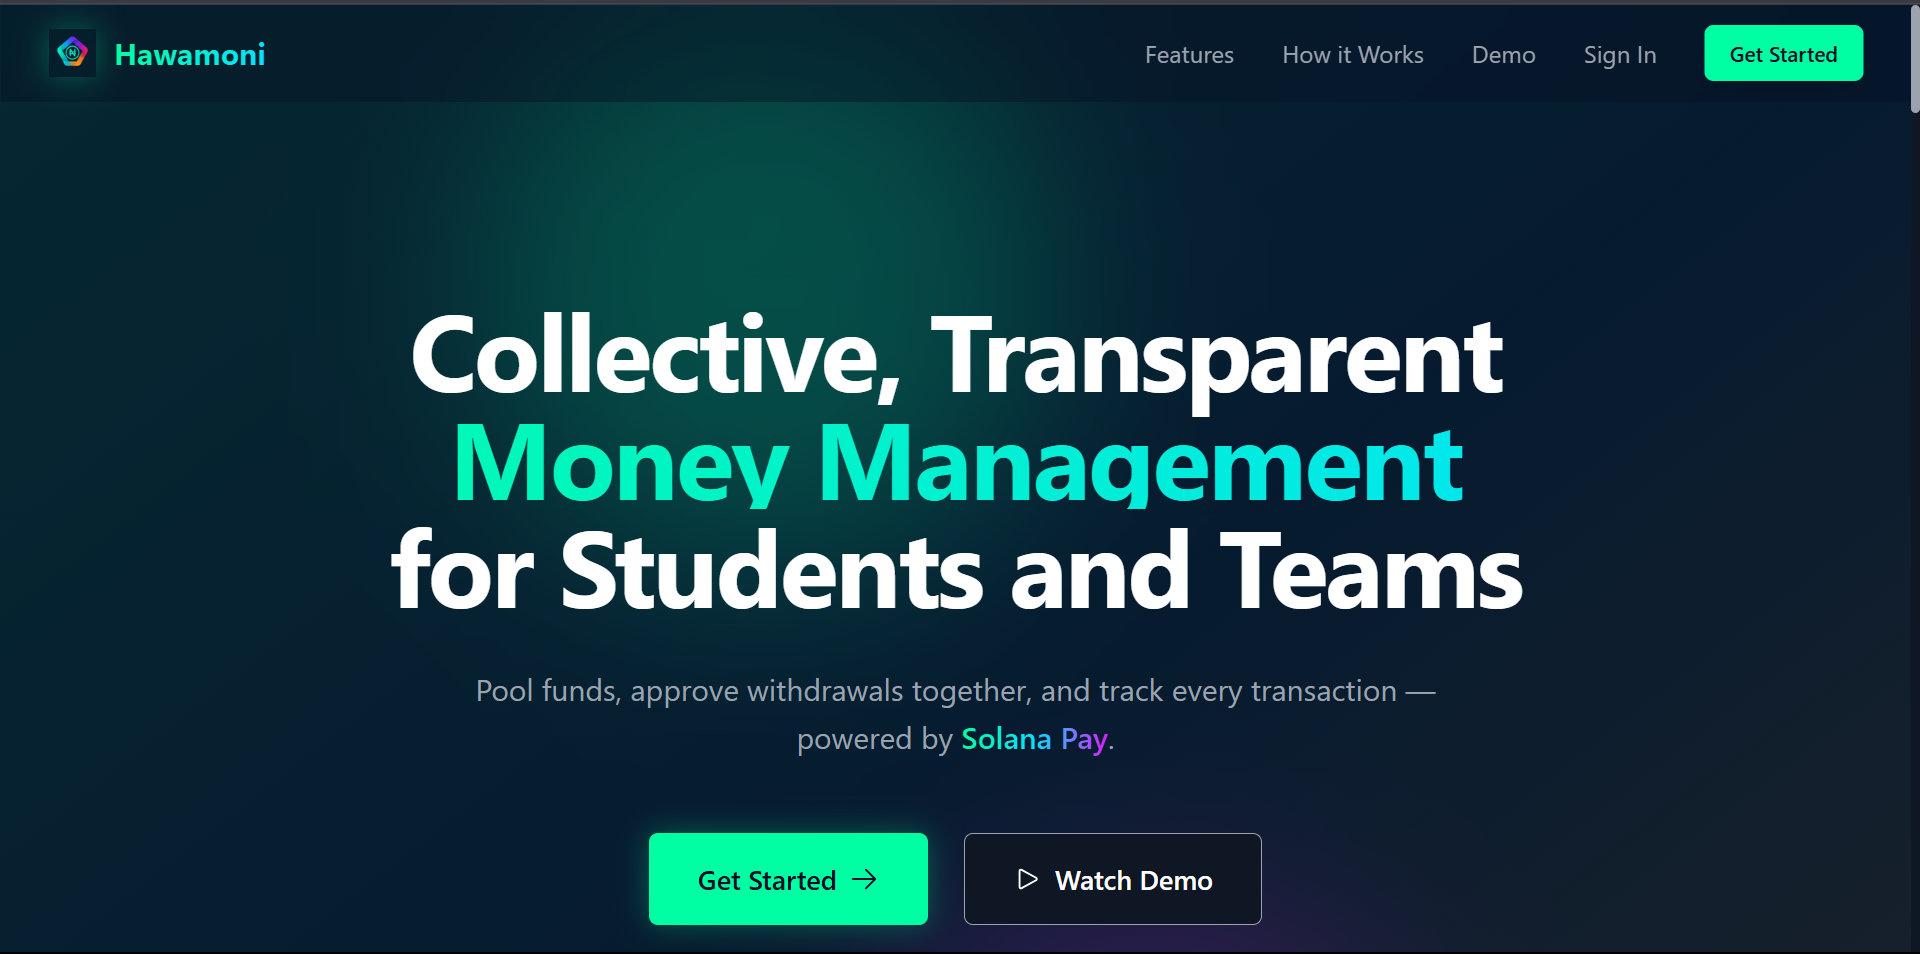 Hawamoni
Features
How it Works
Demo
Sign In
Get Started
Collective, Transparent
Money Management
for Students and Teams
Pool funds, approve withdrawals together, and track every transaction —
powered by Solana Pay.
Get Started
Watch Demo